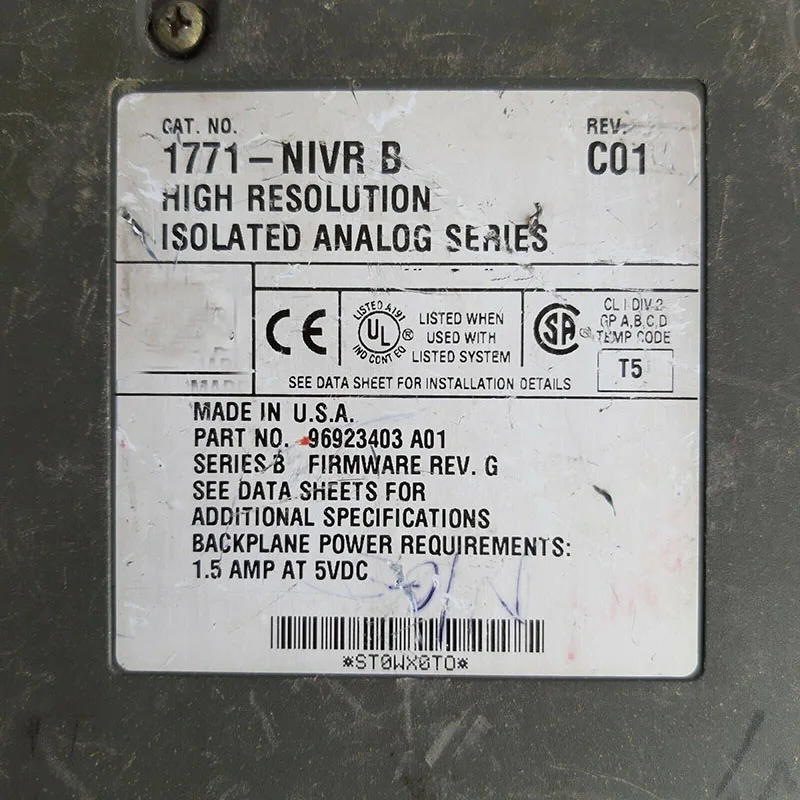 CAT. NO.
REV.
1771-NIVR B
C01
HIGH RESOLUTION
ISOLATED ANALOG SERIES
CE
LISTED A197
UL
®
IND CONT EQ
LISTED WHEN
USED WITH
LISTED SYSTEM
SA
CL I DIV 2
GP A,B,C,D
TEMP CODE
T5
SEE DATA SHEET FOR INSTALLATION DETAILS
MADE IN U.S.A.
PART NO. 96923403 A01
SERIES B FIRMWARE REV. G
SEE DATA SHEETS FOR
ADDITIONAL SPECIFICATIONS
BACKPLANE POWER REQUIREMENTS:
1.5 AMP AT 5VDC
*ST0WX0T0*